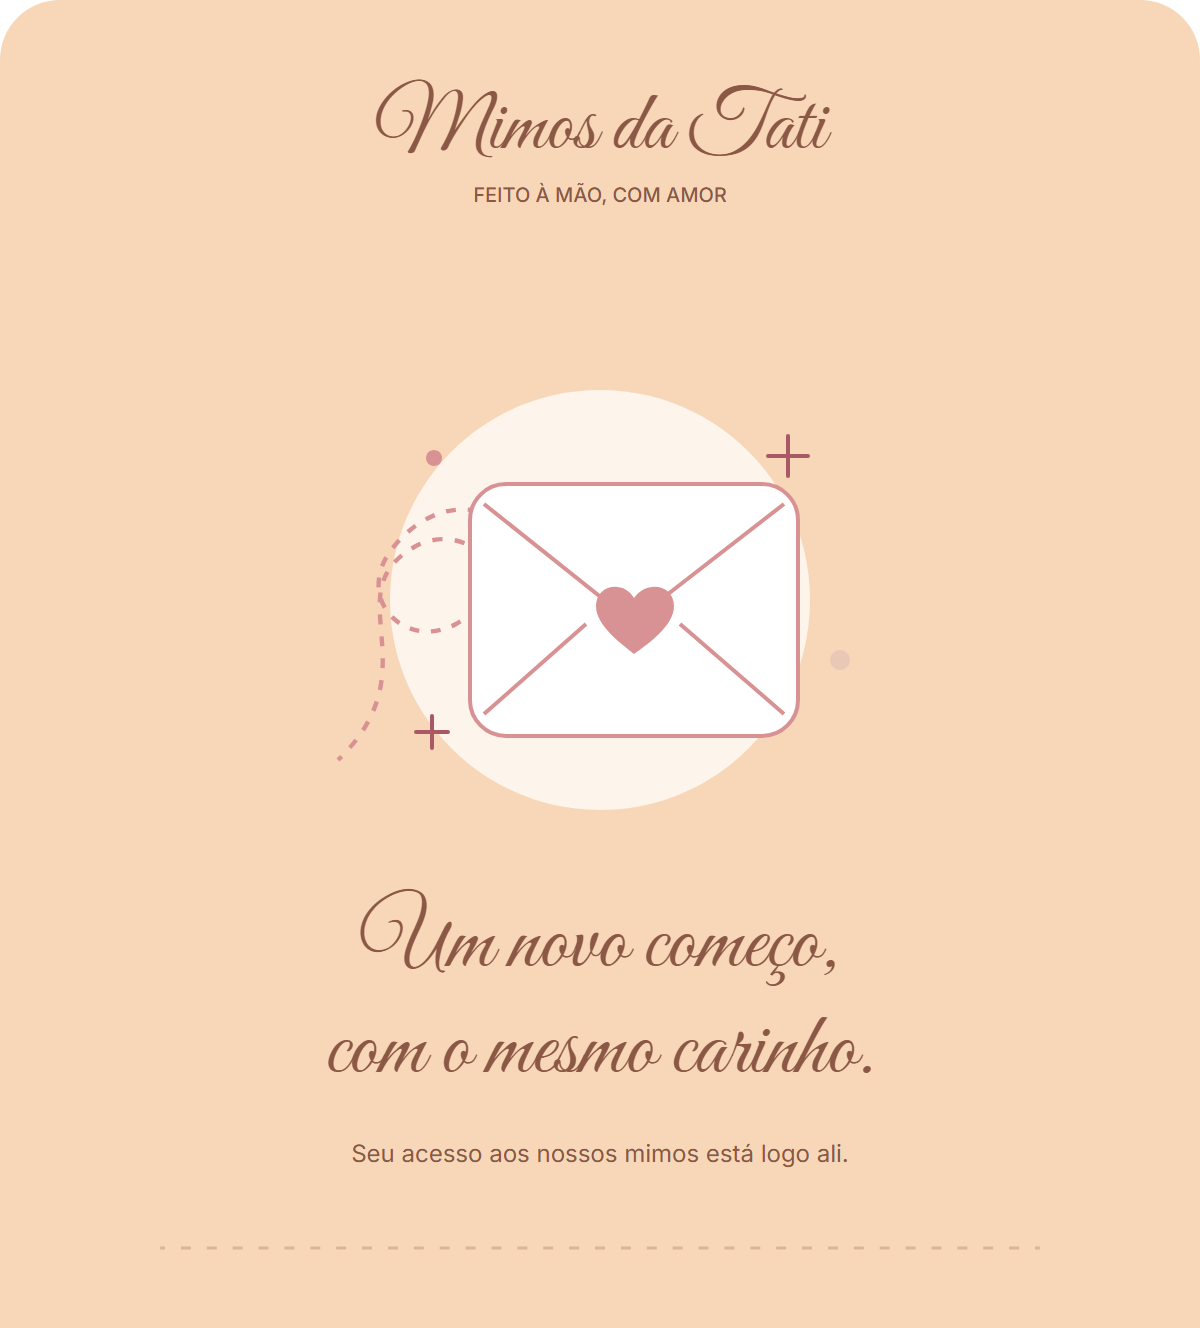 Mimos da Tati
FEITO À MÃO, COM AMOR
Um novo começo,
com o mesmo carinho.
Seu acesso aos nossos mimos está logo ali.